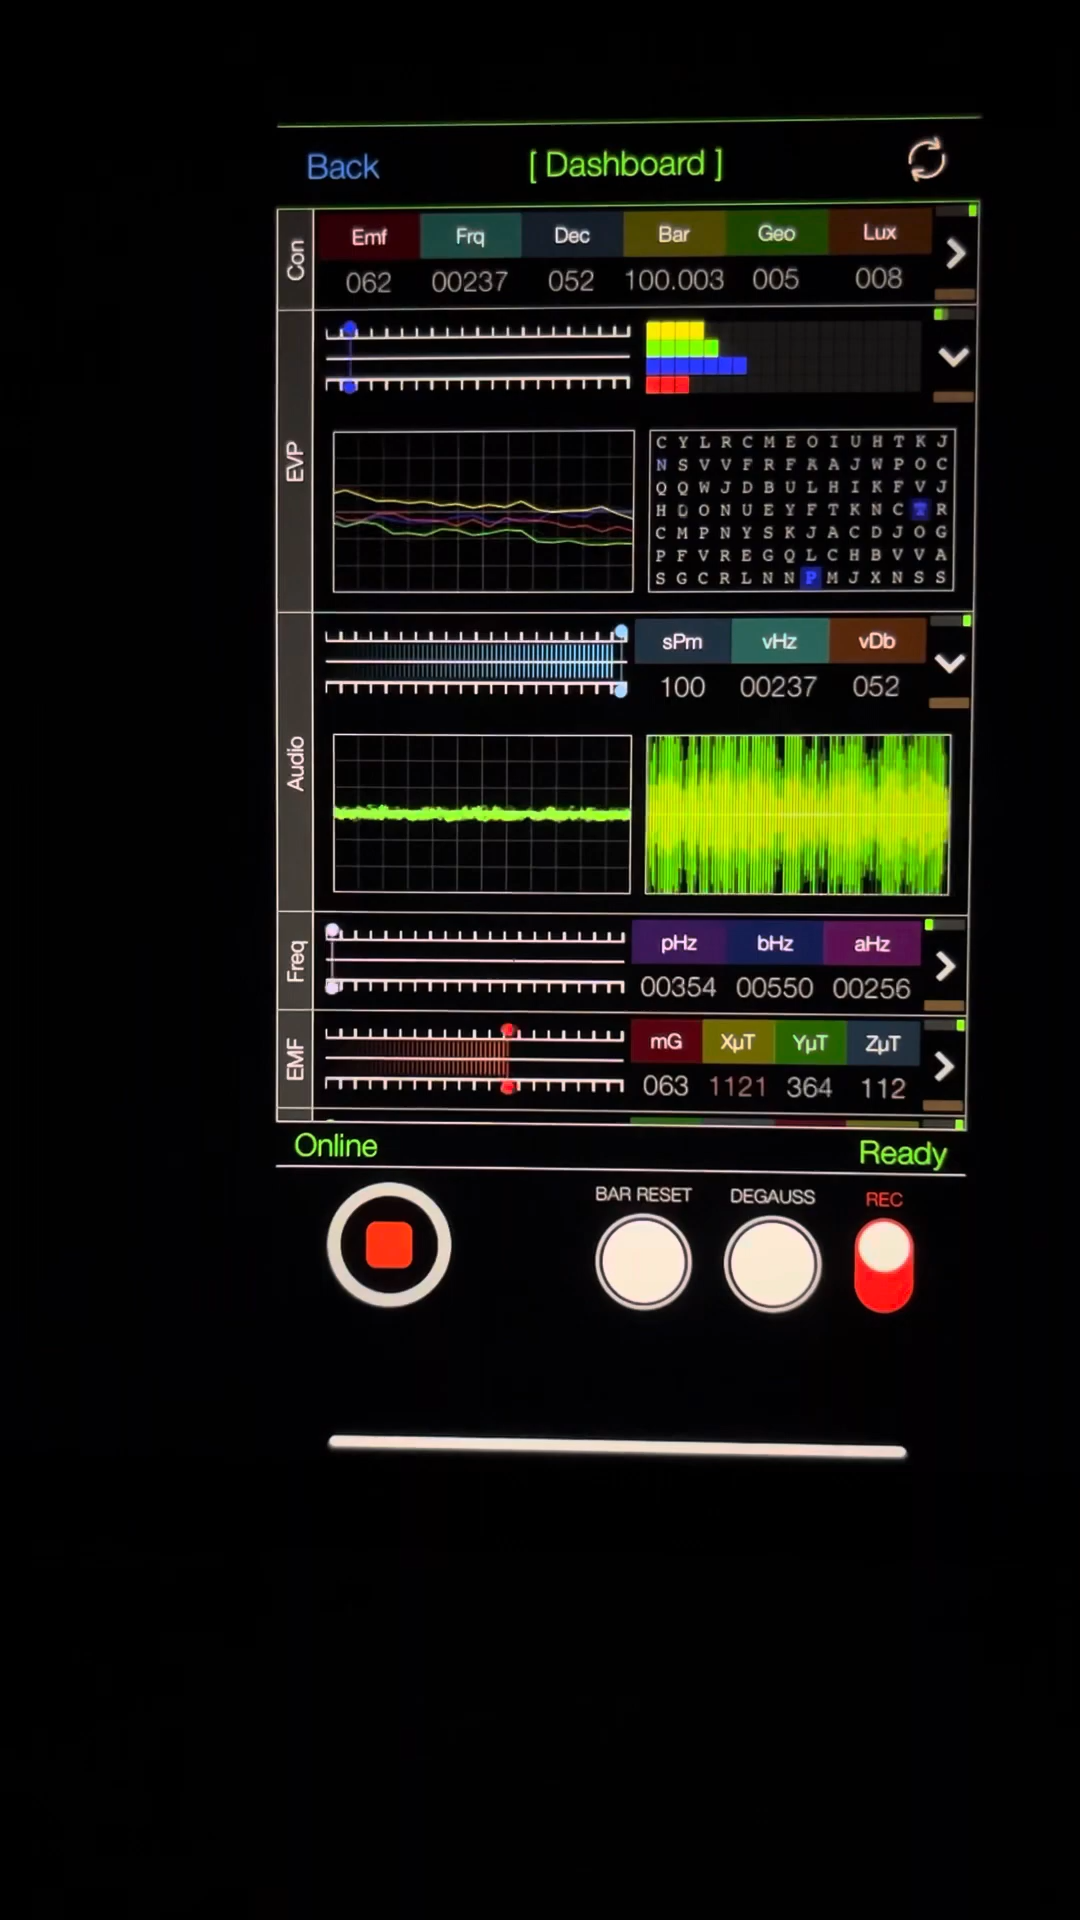 Back [ Dashboard ]
Con
Emf Frq Dec Bar Geo Lux
062 00237 052 100.003 005 008
EVP
C Y L R C M E O I U H T K J
N S V V F R F A A J W P O C
Q Q W J D B U L H I K F V J
H D O N U E Y F T K N C R
C M P N Y S K J A C D J O G
P F V R E G Q L C H B V V A
S G C R L N N P M J X N S S
Audio
sPm vHz vDb
100 00237 052
Freq
pHz bHz aHz
00354 00550 00256
EMF
mG XµT YµT ZµT
063 1121 364 112
Online Ready
BAR RESET DEGAUSS REC